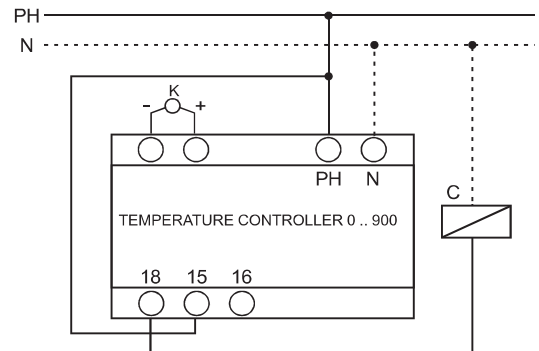 PH
N
K
- +
PH N
TEMPERATURE CONTROLLER 0 .. 900
C
18 15 16